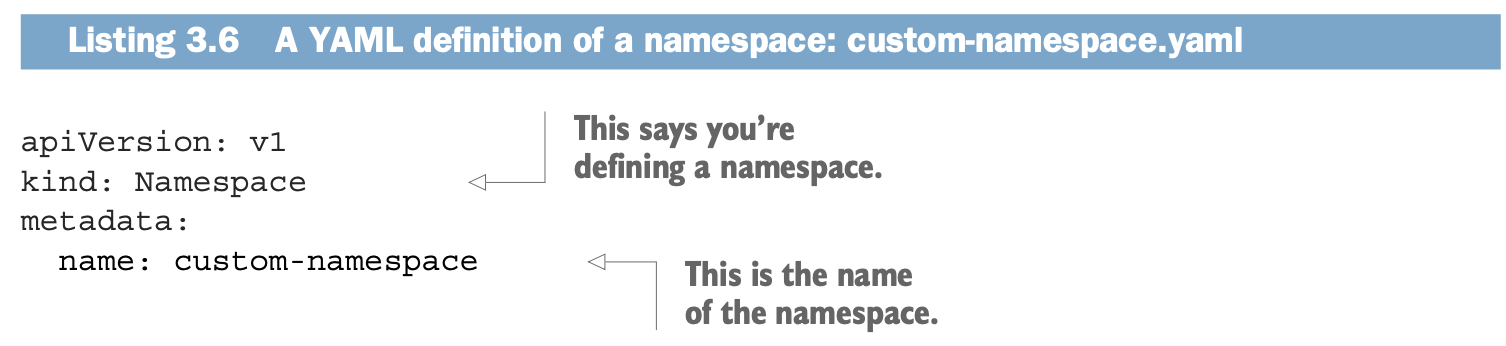 Listing 3.6 A YAML definition of a namespace: custom-namespace.yaml
apiVersion: v1
kind: Namespace
metadata:
  name: custom-namespace
This says you’re
defining a namespace.
This is the name
of the namespace.